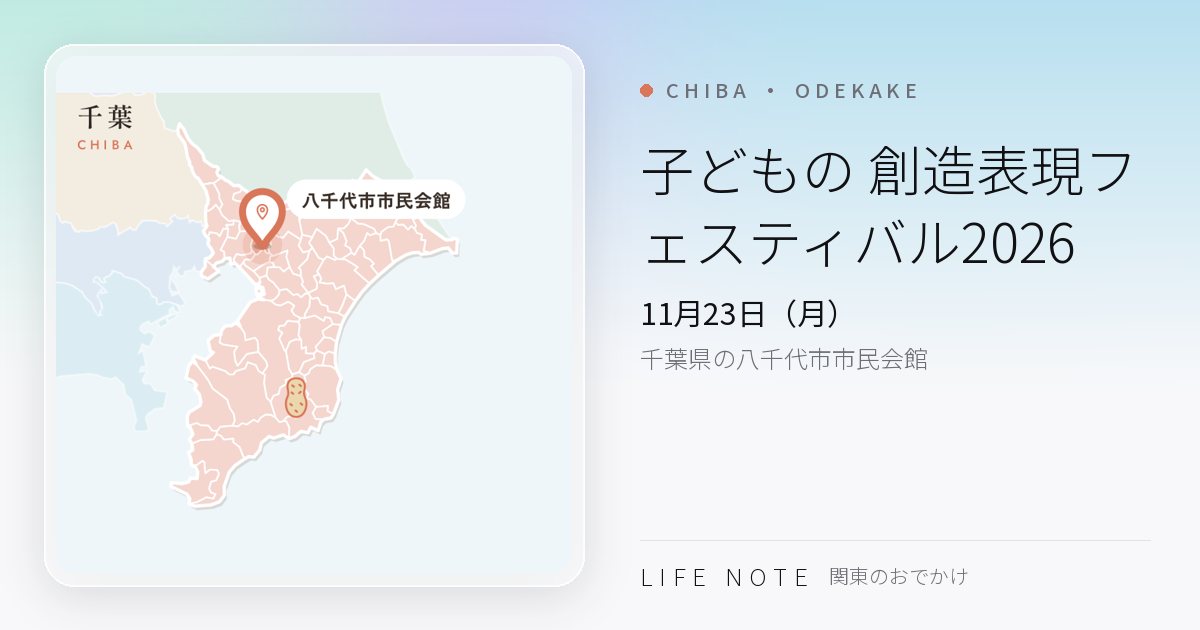 千葉
CHIBA
八千代市市民会館
CHIBA • ODEKAKE
子どもの 創造表現フ
ェスティバル2026
11月23日（月）
千葉県の八千代市市民会館
LIFE NOTE 関東のおでかけ